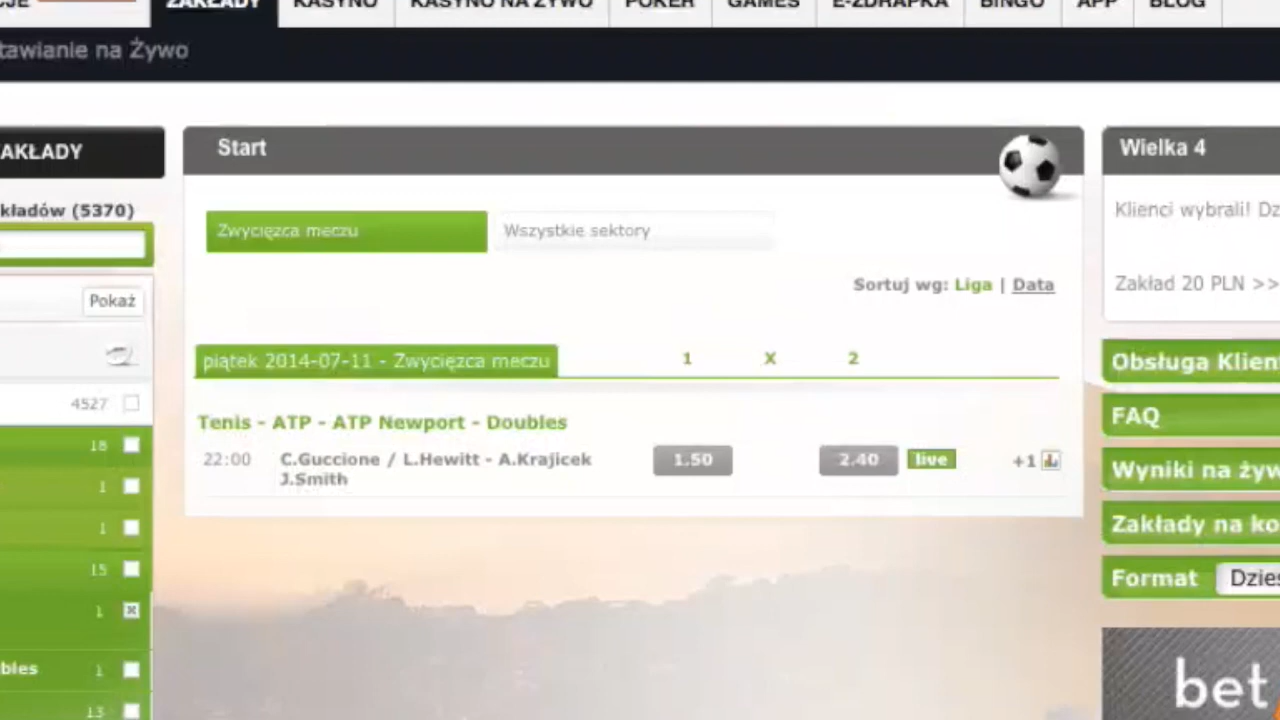 CJE ZAKŁADY KASYNO KASYNO NA ŻYWO POKER GAMES E-ZDRAPKA BINGO APP BLOG
tawianie na Żywo
AKŁADY
Start
Wielka 4
kładów (5370)
Klienci wybrali! Dz
Zwycięzca meczu
Wszystkie sektory
Sortuj wg: Liga | Data
Zakład 20 PLN >>
Pokaż
piątek 2014-07-11 - Zwycięzca meczu 1 X 2
Obsługa Klien
4527
FAQ
Tenis - ATP - ATP Newport - Doubles
18
22:00 C.Guccione / L.Hewitt - A.Krajicek 1.50 2.40 live +1
J.Smith
Wyniki na żyw
1
1
Zakłady na ko
15
Format Dzies
1
bles 1
bet
13